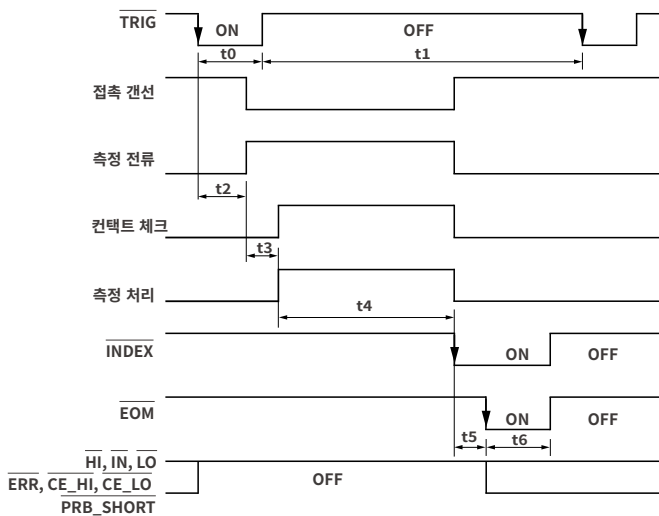 TRIG
ON
OFF
t0
t1
접촉 갠선
측정 전류
t2
컨택트 체크
t3
측정 처리
t4
INDEX
ON
OFF
EOM
ON
OFF
t5
t6
HI, IN, LO
ERR, CE_HI, CE_LO
OFF
PRB_SHORT